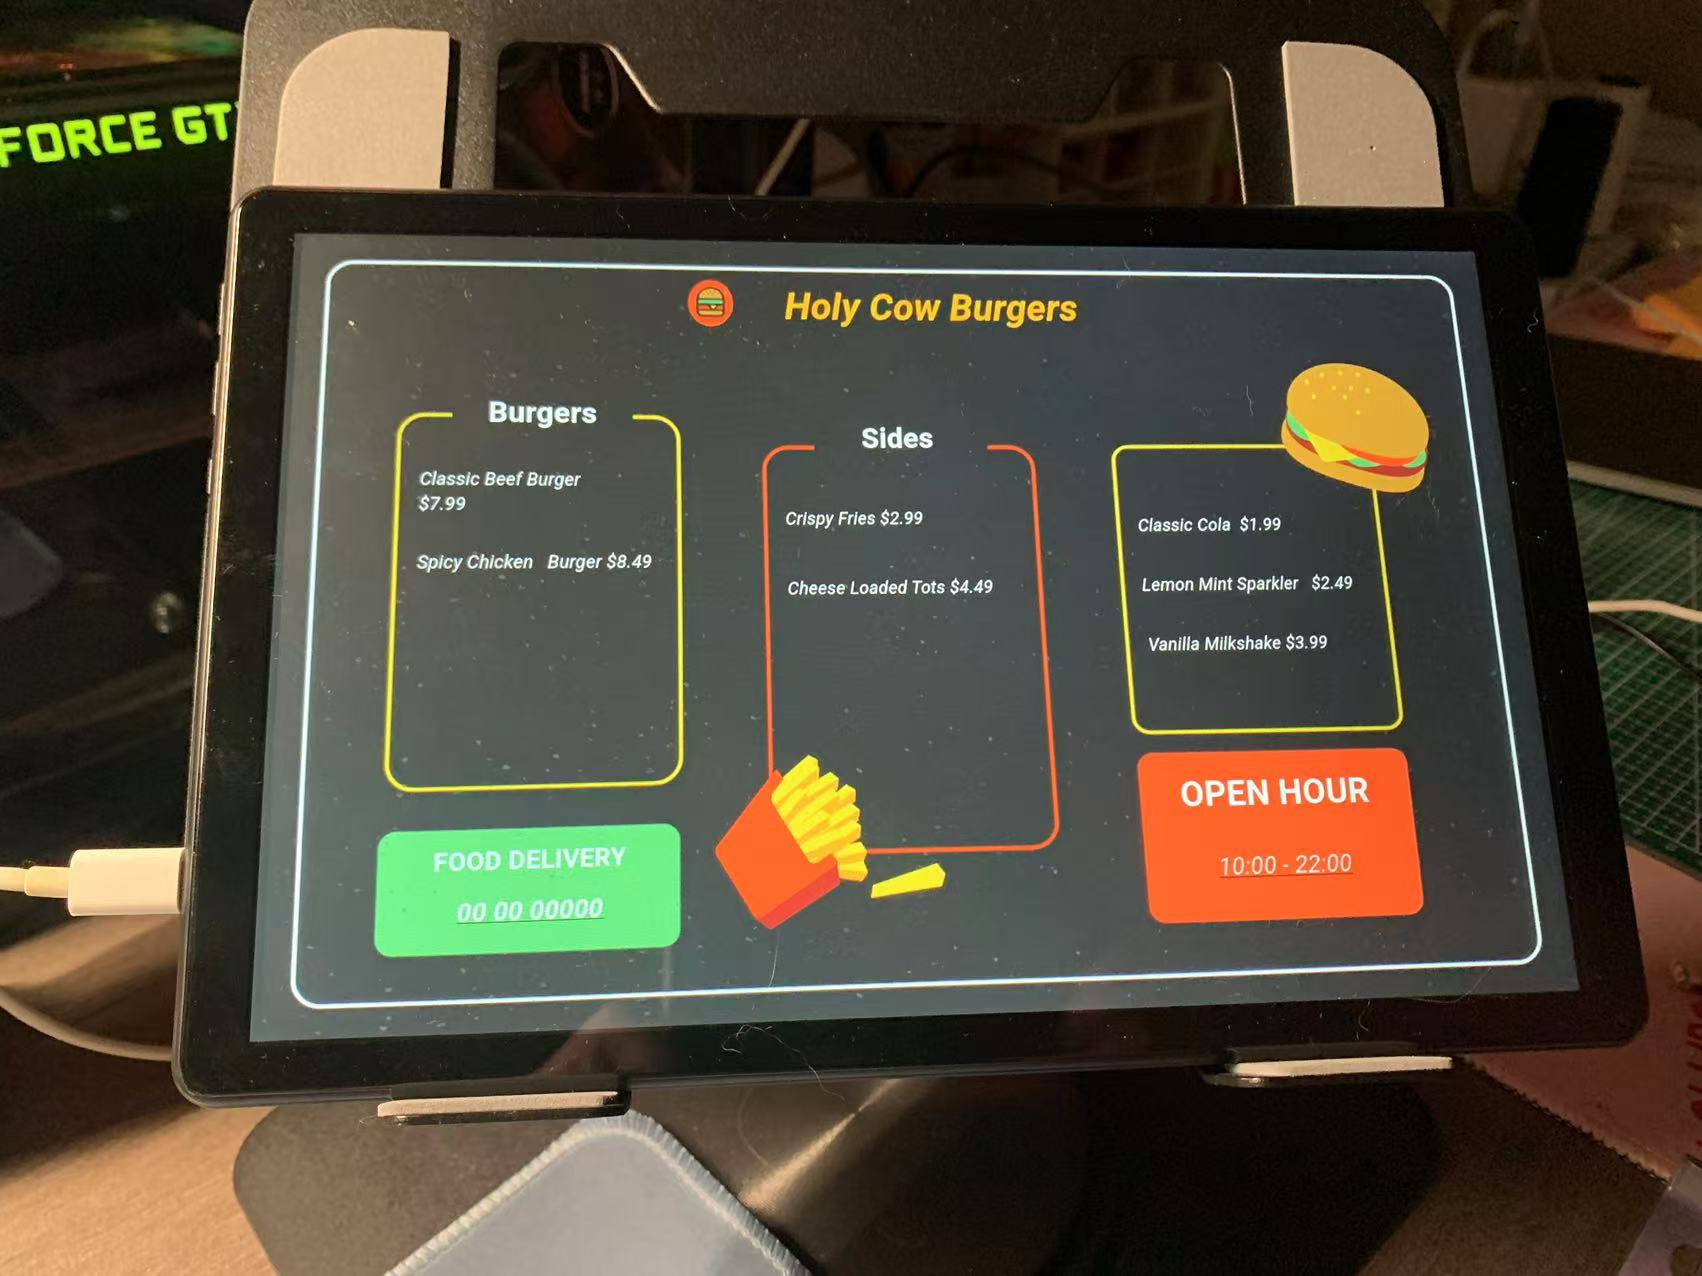 FORCE GT
Holy Cow Burgers
Burgers
Classic Beef Burger
$7.99
Spicy Chicken Burger $8.49
Sides
Crispy Fries $2.99
Cheese Loaded Tots $4.49
Classic Cola $1.99
Lemon Mint Sparkler $2.49
Vanilla Milkshake $3.99
FOOD DELIVERY
00 00 00000
OPEN HOUR
10:00 - 22:00